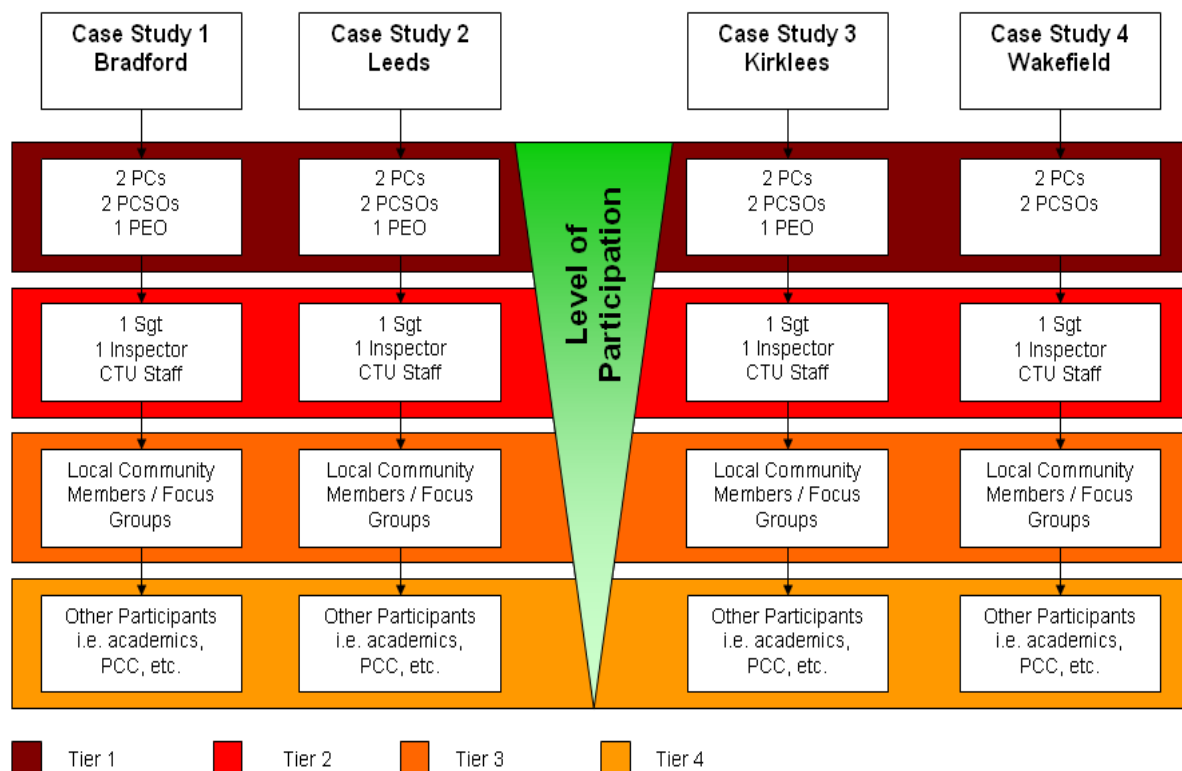 Case Study 1
Bradford
Case Study 2
Leeds
Case Study 3
Kirklees
Case Study 4
Wakefield
2 PCs
2 PCSOs
1 PEO
2 PCs
2 PCSOs
1 PEO
Level of
Participation
2 PCs
2 PCSOs
1 PEO
2 PCs
2 PCSOs
1 Sgt
1 Inspector
CTU Staff
1 Sgt
1 Inspector
CTU Staff
1 Sgt
1 Inspector
CTU Staff
1 Sgt
1 Inspector
CTU Staff
Local Community
Members / Focus
Groups
Local Community
Members / Focus
Groups
Local Community
Members / Focus
Groups
Local Community
Members / Focus
Groups
Other Participants
i.e. academics,
PCC, etc.
Other Participants
i.e. academics,
PCC, etc.
Other Participants
i.e. academics,
PCC, etc.
Other Participants
i.e. academics,
PCC, etc.
Tier 1
Tier 2
Tier 3
Tier 4